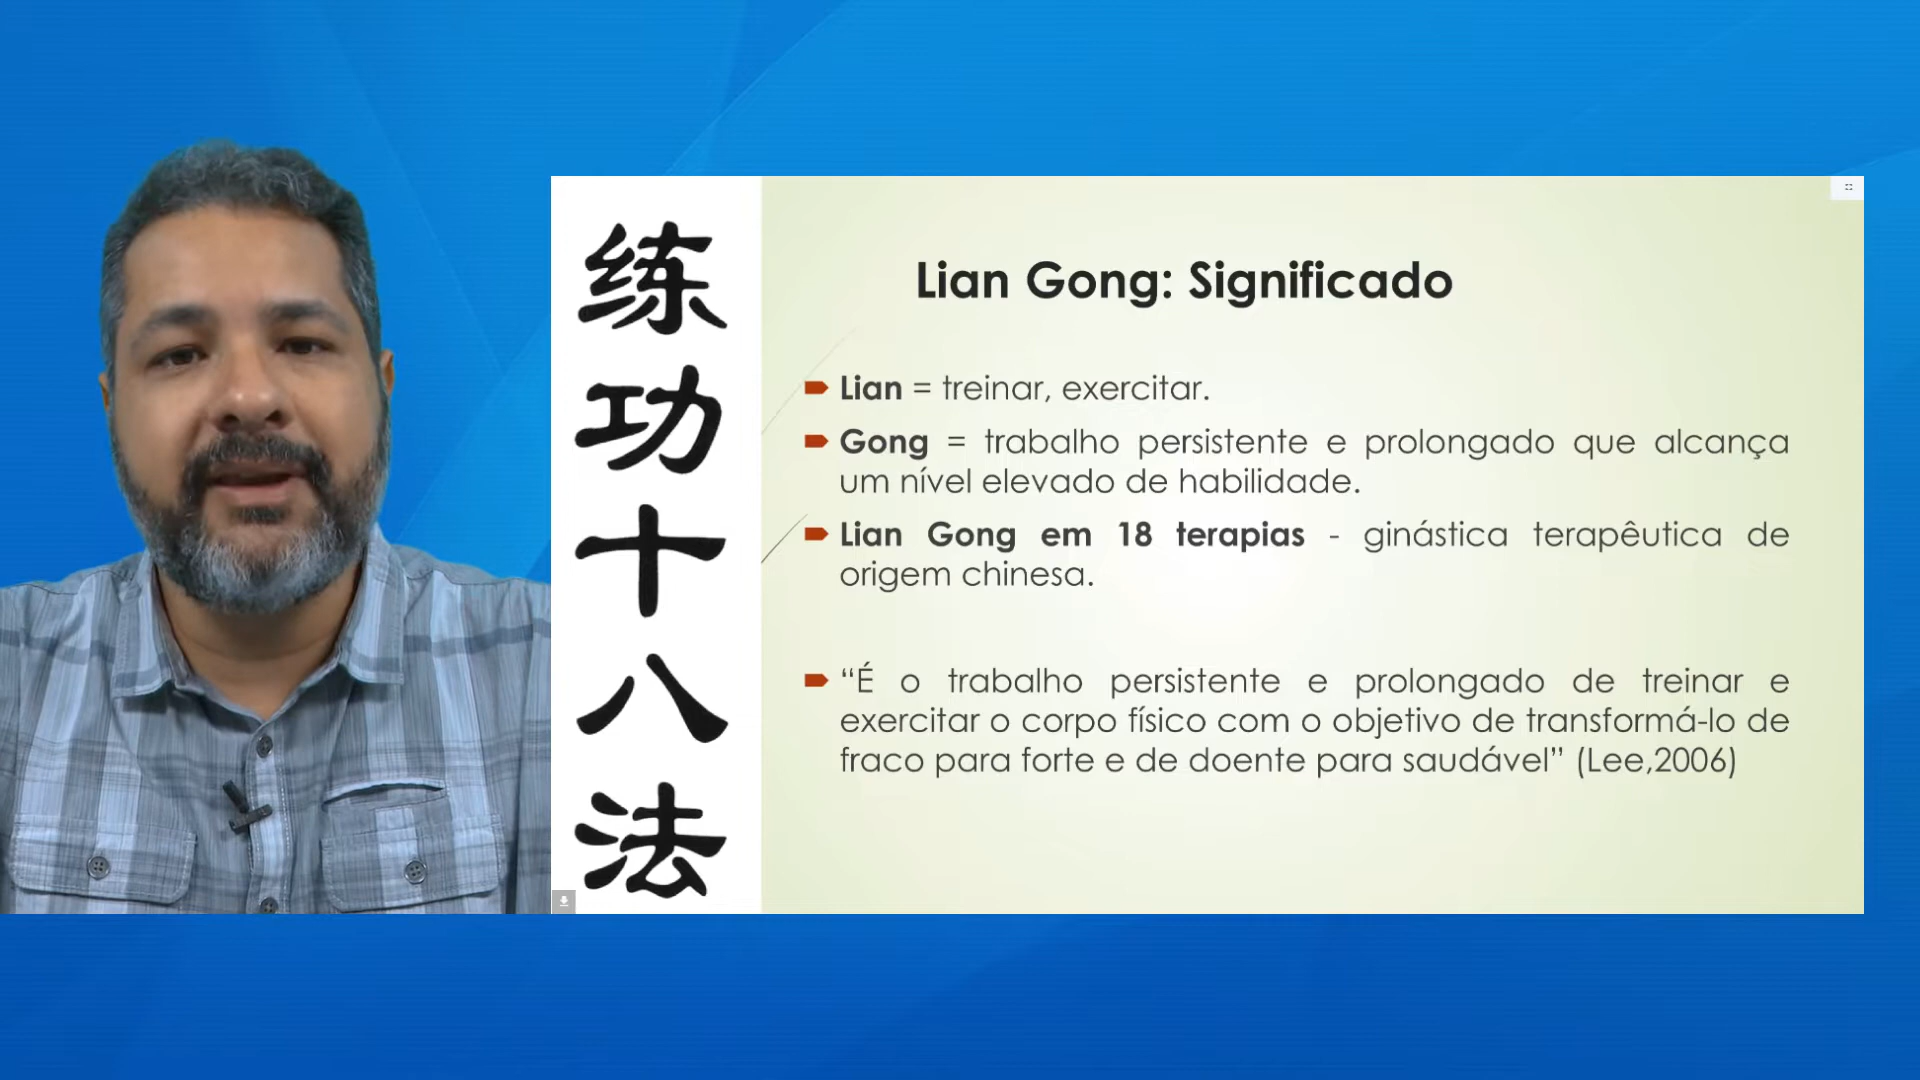 练
功
十
八
法
Lian Gong: Significado
Lian = treinar, exercitar.
Gong = trabalho persistente e prolongado que alcança
um nível elevado de habilidade.
Lian Gong em 18 terapias - ginástica terapêutica de
origem chinesa.
“É o trabalho persistente e prolongado de treinar e
exercitar o corpo físico com o objetivo de transformá-lo de
fraco para forte e de doente para saudável” (Lee,2006)